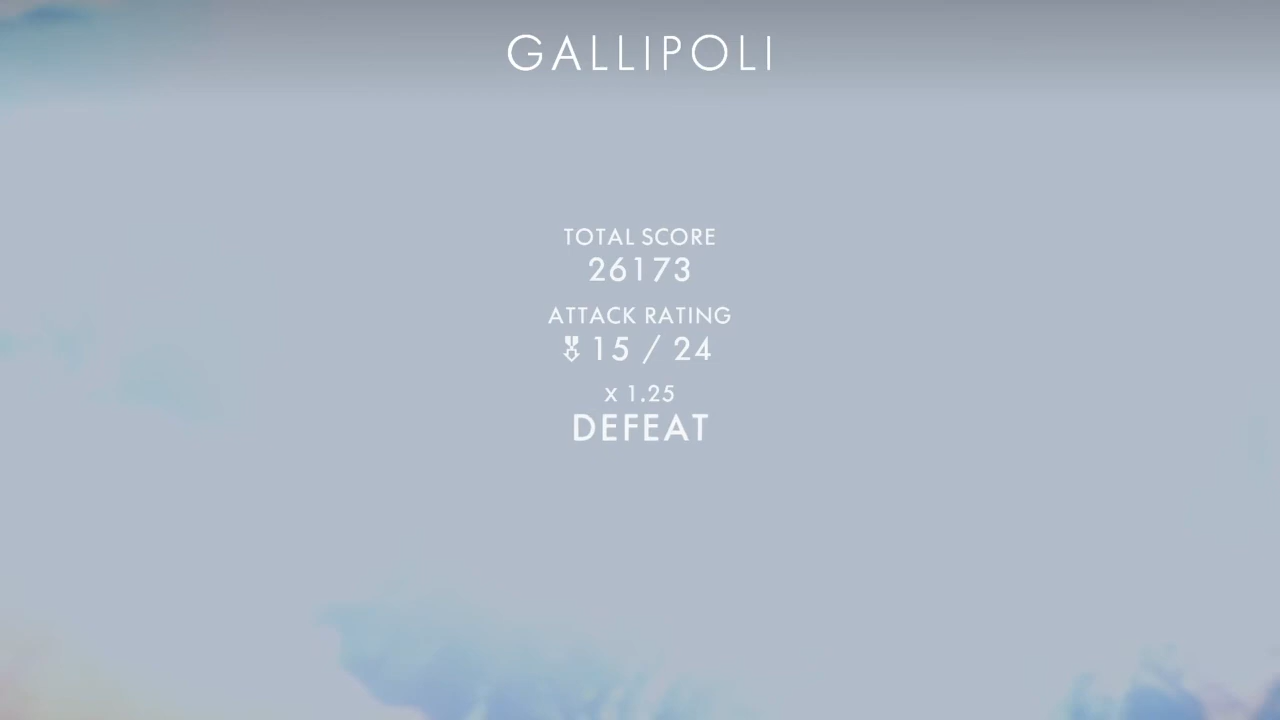 GALLIPOLI
TOTAL SCORE
26173
ATTACK RATING
15 / 24
x 1.25
DEFEAT